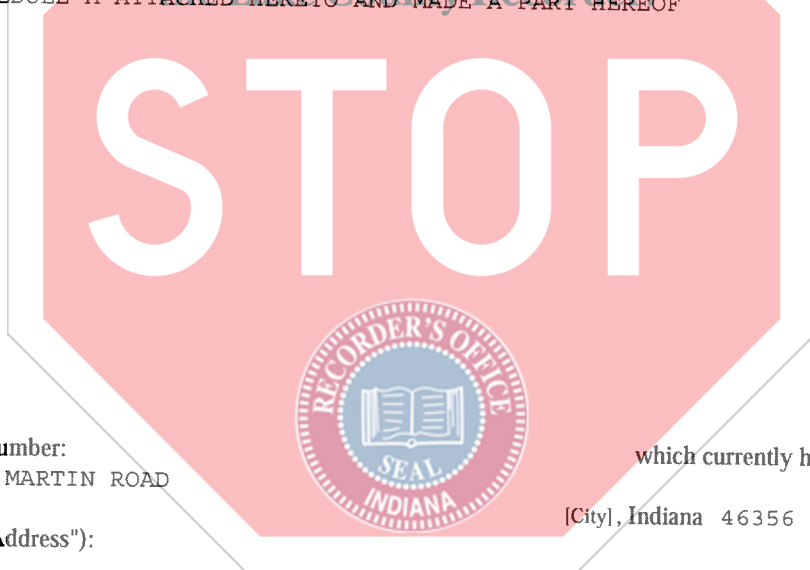 A ATTACHED HERETO AND MADE A PART HEREOF
STOP
RECORDER'S OFFICE
SEAL
INDIANA
umber:
which currently h
MARTIN ROAD
[City], Indiana 46356
Address"):